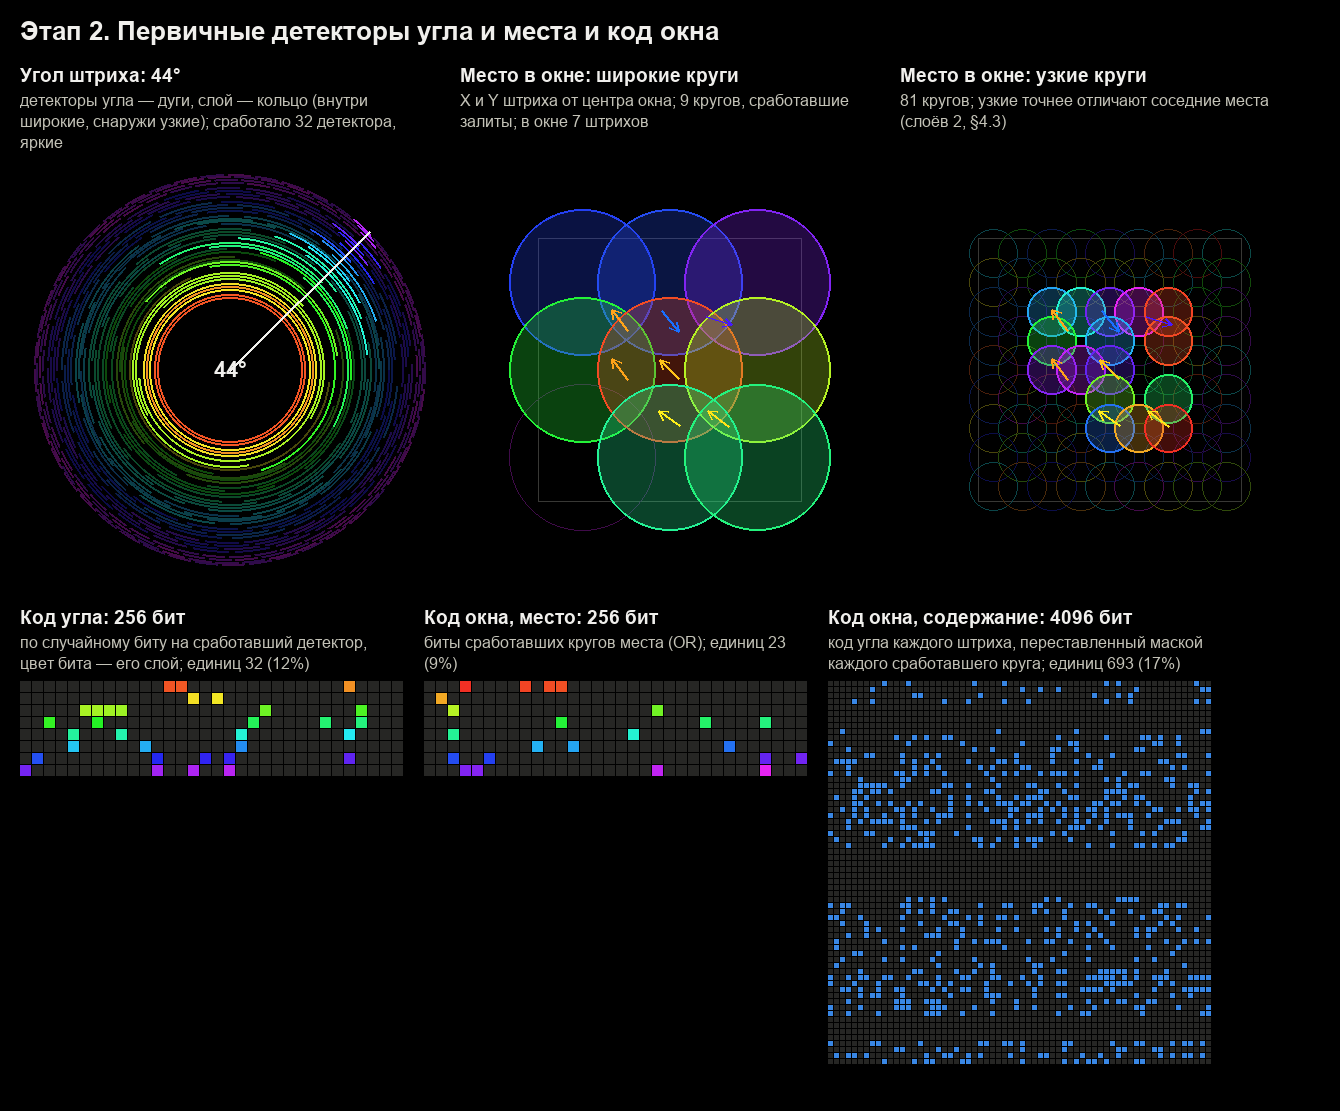 Этап 2. Первичные детекторы угла и места и код окна
Угол штриха: 44°
детекторы угла — дуги, слой — кольцо (внутри
широкие, снаружи узкие); сработало 32 детектора,
яркие
Место в окне: широкие круги
X и Y штриха от центра окна; 9 кругов, сработавшие
залиты; в окне 7 штрихов
Место в окне: узкие круги
81 кругов; узкие точнее отличают соседние места
(слоёв 2, §4.3)
44°
Код угла: 256 бит
по случайному биту на сработавший детектор,
цвет бита — его слой; единиц 32 (12%)
Код окна, место: 256 бит
биты сработавших кругов места (OR); единиц 23
(9%)
Код окна, содержание: 4096 бит
код угла каждого штриха, переставленный маской
каждого сработавшего круга; единиц 693 (17%)